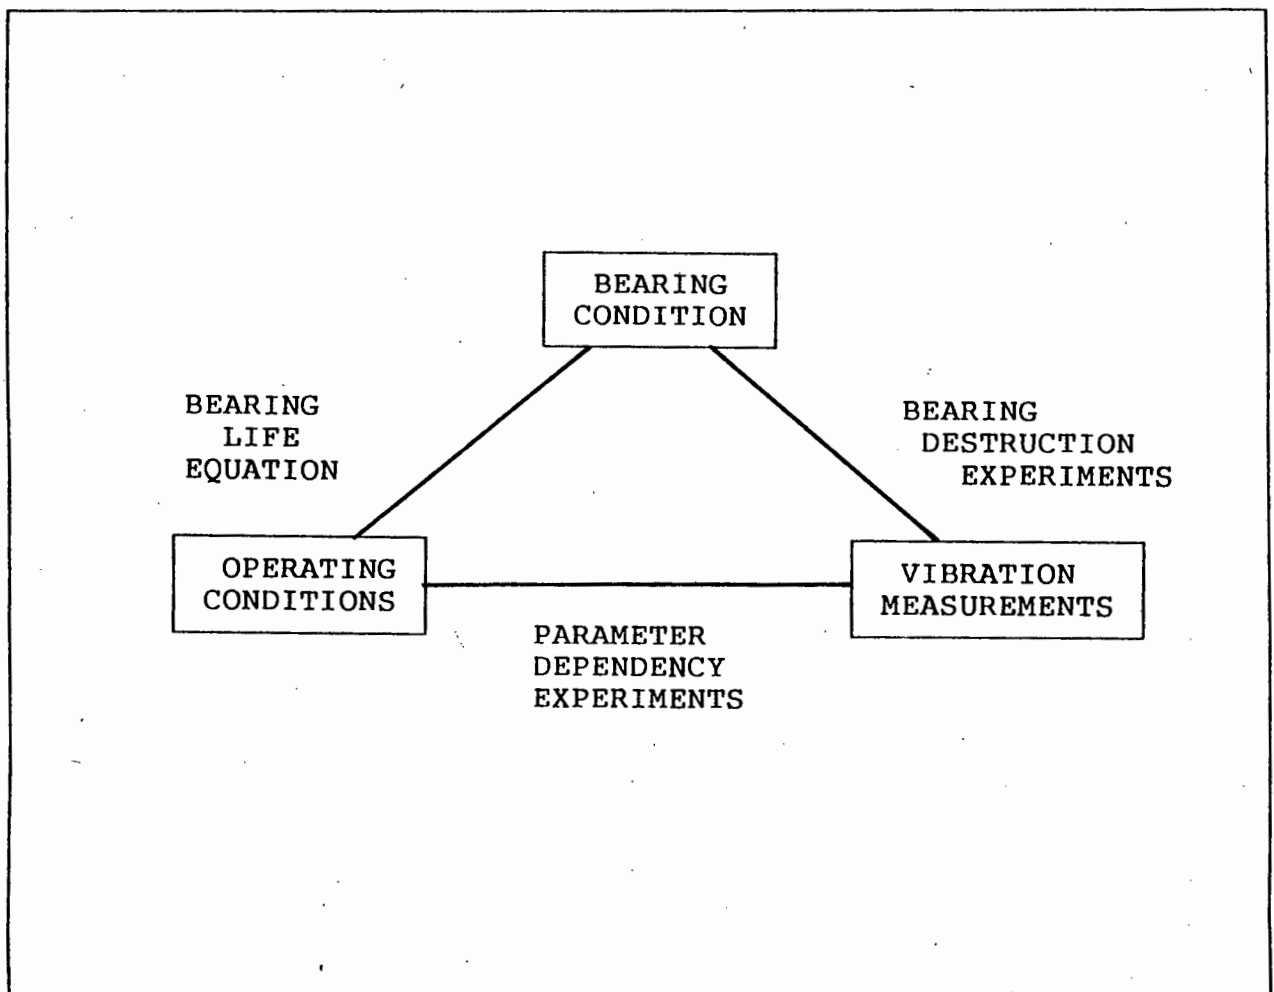 BEARING
CONDITION
BEARING
LIFE
EQUATION
BEARING
DESTRUCTION
EXPERIMENTS
OPERATING
CONDITIONS
VIBRATION
MEASUREMENTS
PARAMETER
DEPENDENCY
EXPERIMENTS